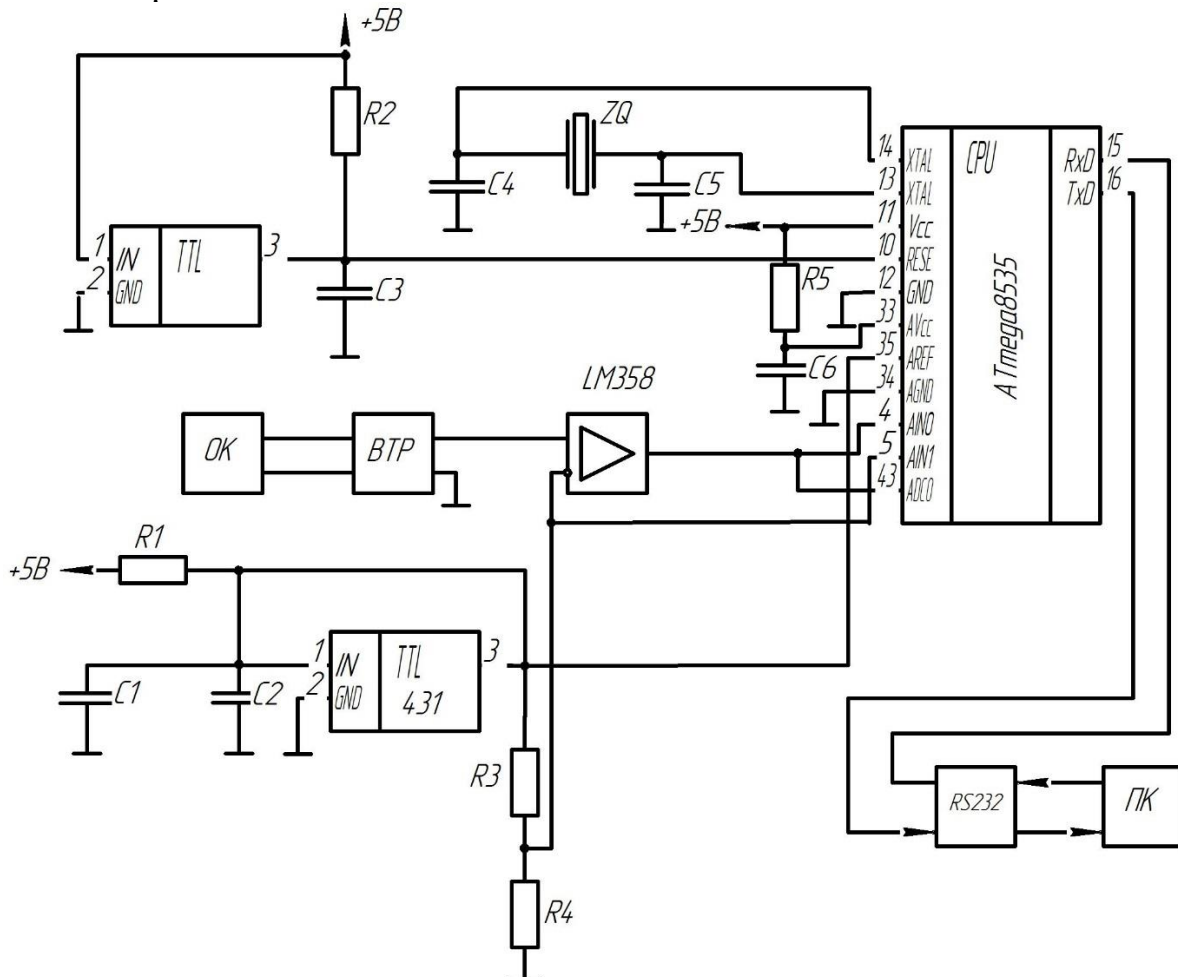 +5В
R2
ZQ
C4
C5
+5В
R5
C6
14 XTAL
13 XTAL
11 Vcc
10 RESE
12 GND
33 AVcc
35 AREF
34 AGND
4 AIN0
5 AIN1
43 ADC0
CPU
ATmega8535
15 RxD
16 TxD
1 IN TTL 3
2 GND
C3
LM358
ОК
ВТР
R1
+5В
C1
C2
1 IN TTL 3
2 GND 431
R3
R4
RS232
ПК